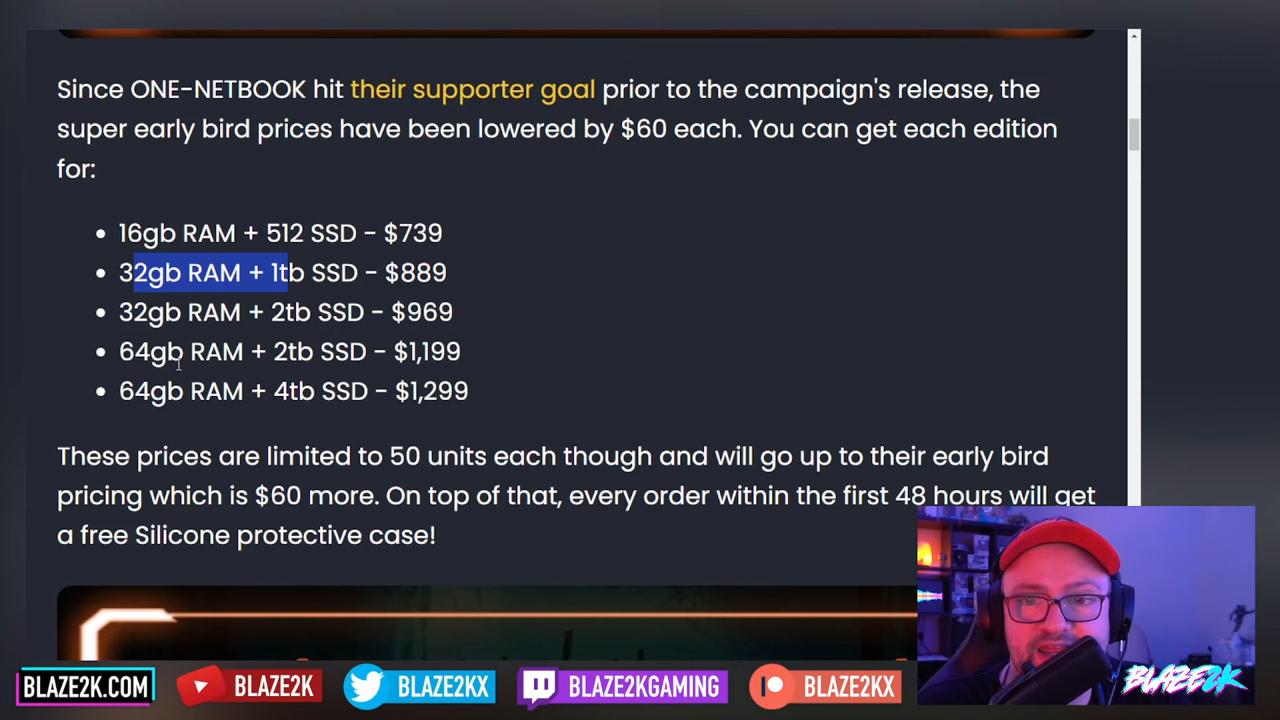 Since ONE-NETBOOK hit their supporter goal prior to the campaign's release, the
super early bird prices have been lowered by $60 each. You can get each edition
for:
• 16gb RAM + 512 SSD - $739
• 32gb RAM + 1tb SSD - $889
• 32gb RAM + 2tb SSD - $969
• 64gb RAM + 2tb SSD - $1,199
• 64gb RAM + 4tb SSD - $1,299
These prices are limited to 50 units each though and will go up to their early bird
pricing which is $60 more. On top of that, every order within the first 48 hours will get
a free Silicone protective case!
BLAZE2K.COM BLAZE2K BLAZE2KX BLAZE2KGAMING BLAZE2KX BLAZE2K